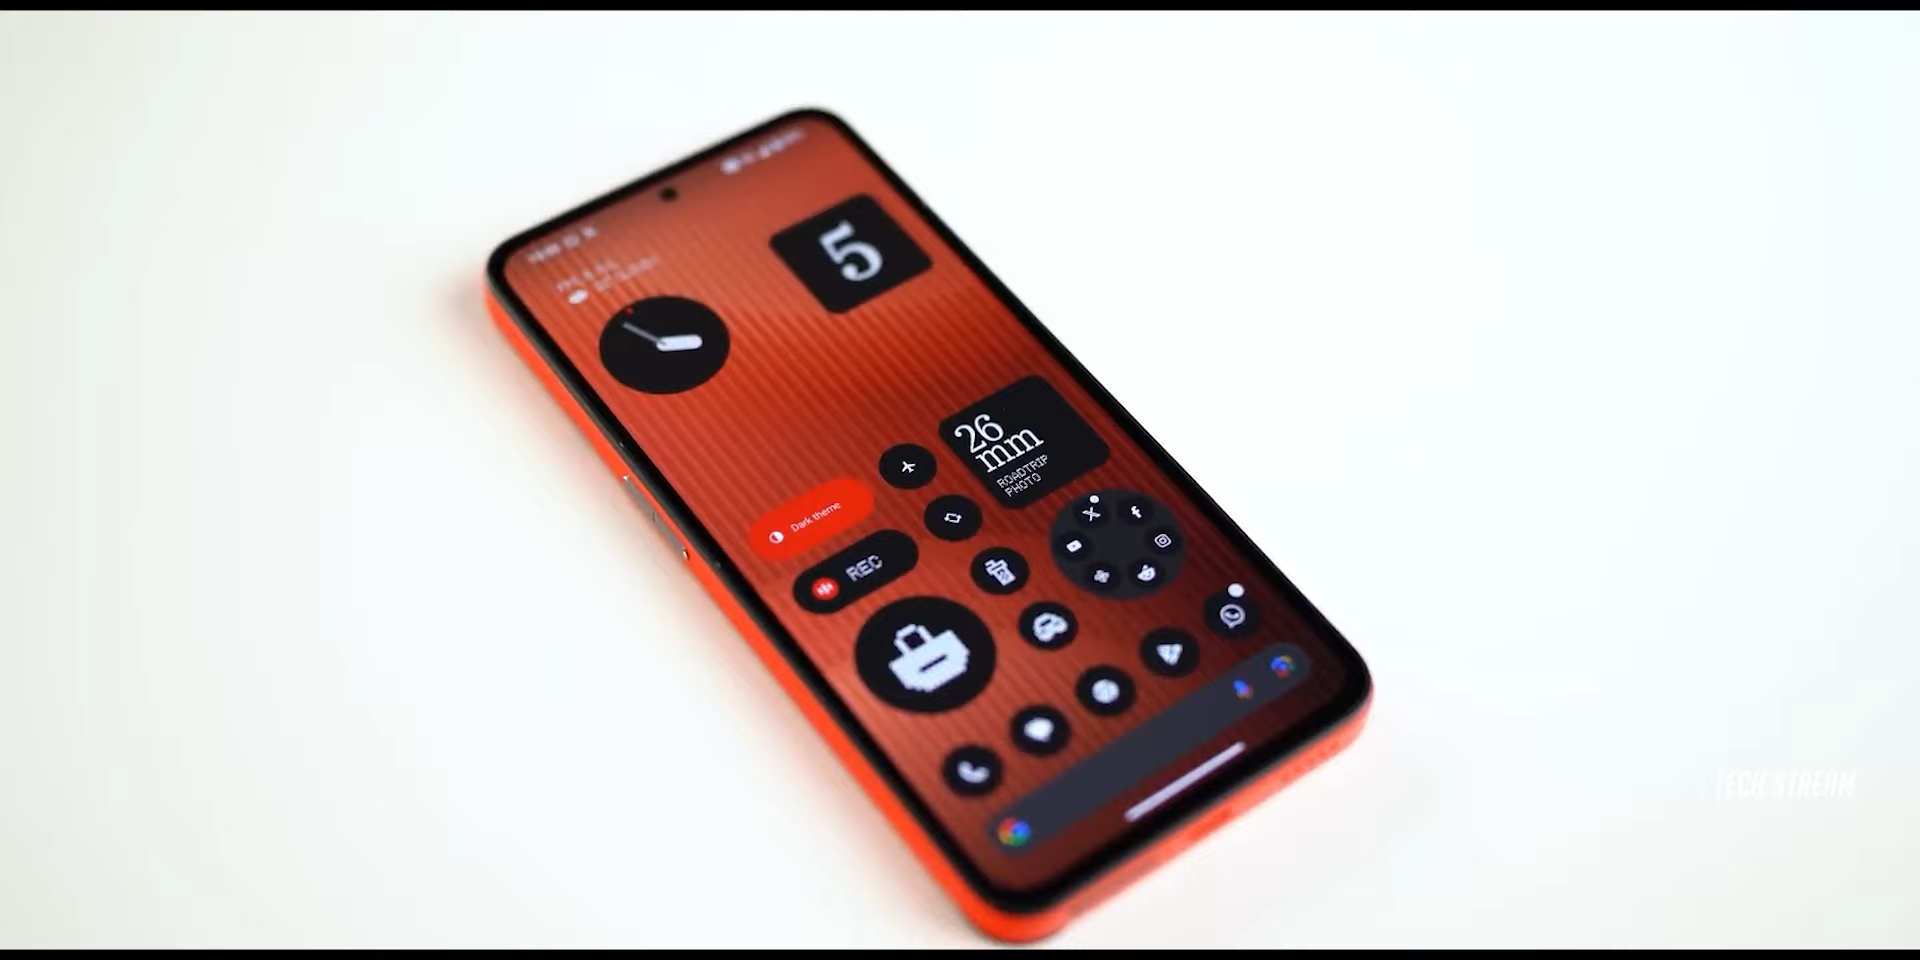 5
26
mm
ROADTRIP
PHOTO
Dark theme
REC
TECH STREAM